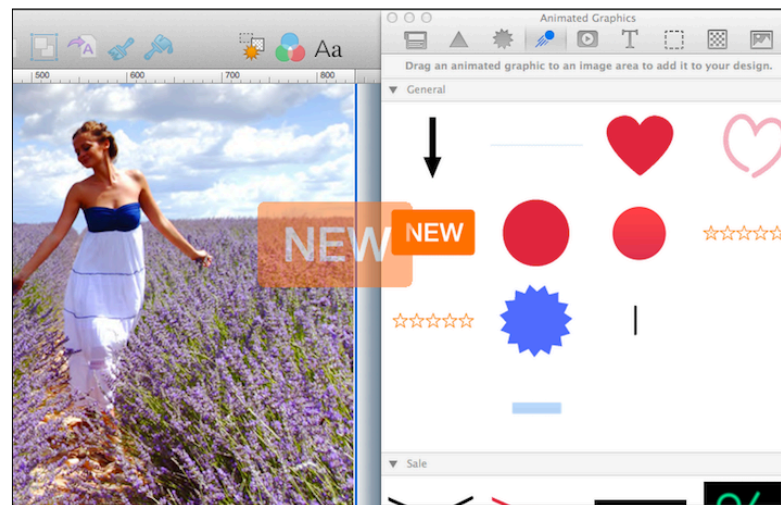 Animated Graphics
Aa
T
Drag an animated graphic to an image area to add it to your design.
500 600 700 800
General
NEW
NEW
Sale